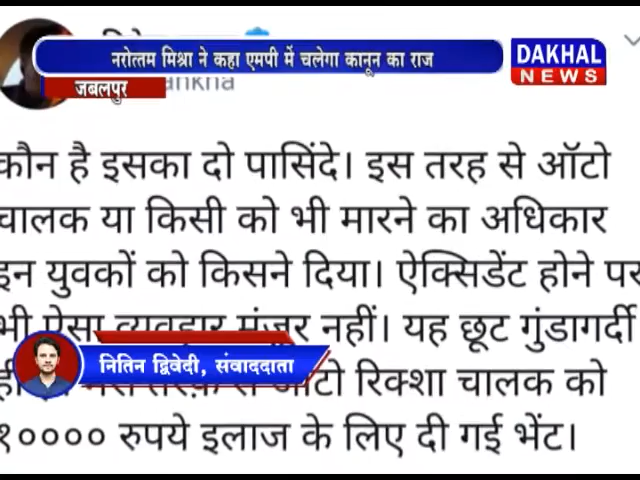 नरोत्तम मिश्रा ने कहा एमपी में चलेगा कानून का राज
DAKHAL
NEWS
जबलपुर
कौन है इसका दो पासिंदे। इस तरह से ऑटो
चालक या किसी को भी मारने का अधिकार
इन युवकों को किसने दिया। ऐक्सिडेंट होने पर
भी ऐसा व्यवहार मंजूर नहीं। यह छूट गुंडागर्दी
नितिन द्विवेदी, संवाददाता
ऑटो रिक्शा चालक को
१०००० रुपये इलाज के लिए दी गई भेंट।